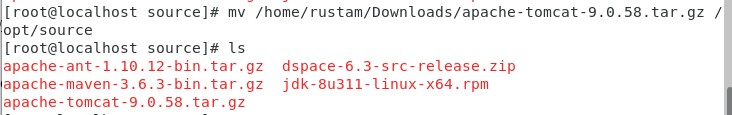 [root@localhost source]# mv /home/rustam/Downloads/apache-tomcat-9.0.58.tar.gz /
opt/source
[root@localhost source]# ls
apache-ant-1.10.12-bin.tar.gz  dspace-6.3-src-release.zip
apache-maven-3.6.3-bin.tar.gz  jdk-8u311-linux-x64.rpm
apache-tomcat-9.0.58.tar.gz